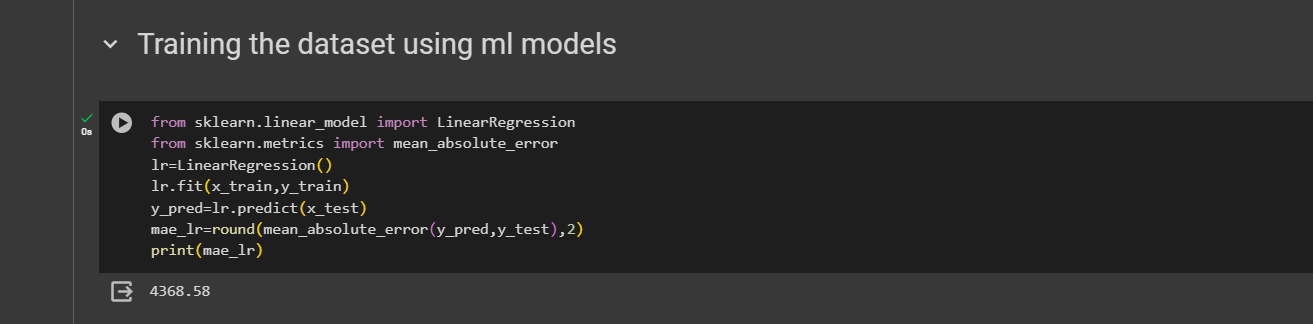 Training the dataset using ml models
0s
from sklearn.linear_model import LinearRegression
from sklearn.metrics import mean_absolute_error
lr=LinearRegression()
lr.fit(x_train,y_train)
y_pred=lr.predict(x_test)
mae_lr=round(mean_absolute_error(y_pred,y_test),2)
print(mae_lr)
4368.58